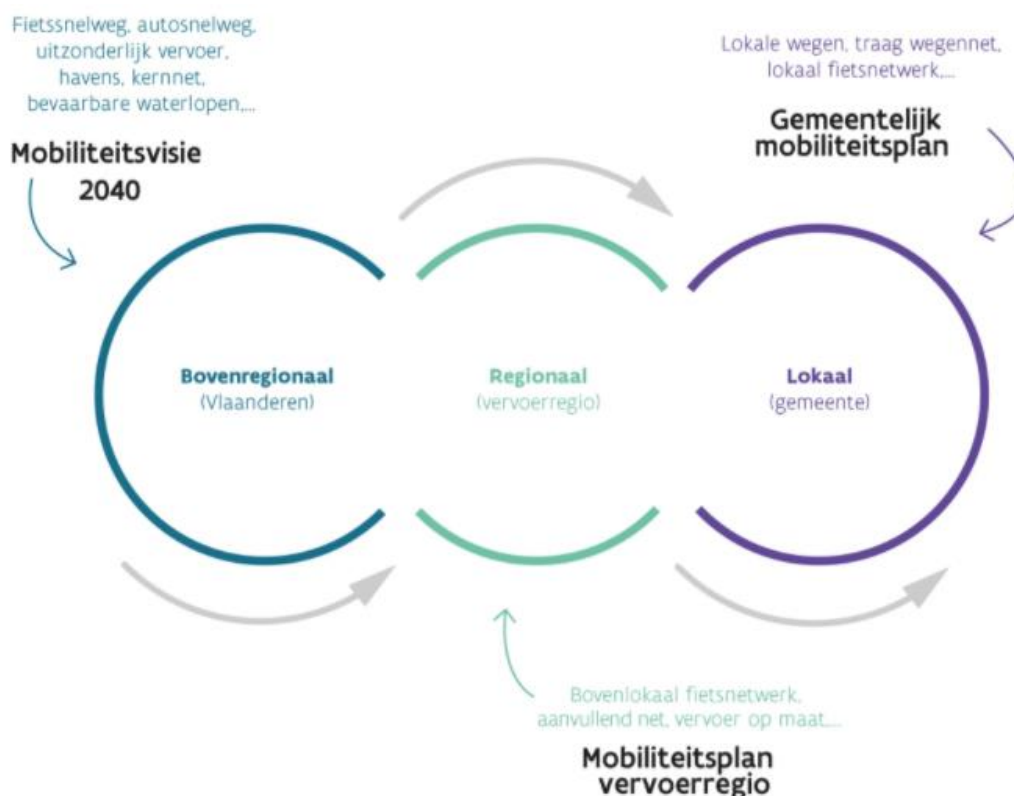 Fietssnelweg, autosnelweg,
uitzonderlijk vervoer,
havens, kernnet,
bevaarbare waterlopen,...
Mobiliteitsvisie
2040
Lokale wegen, traag wegennet,
lokaal fietsnetwerk,...
Gemeentelijk
mobiliteitsplan
Bovenregionaal
(Vlaanderen)
Regionaal
(vervoerregio)
Lokaal
(gemeente)
Bovenlokaal fietsnetwerk,
aanvullend net, vervoer op maat,...
Mobiliteitsplan
vervoerregio